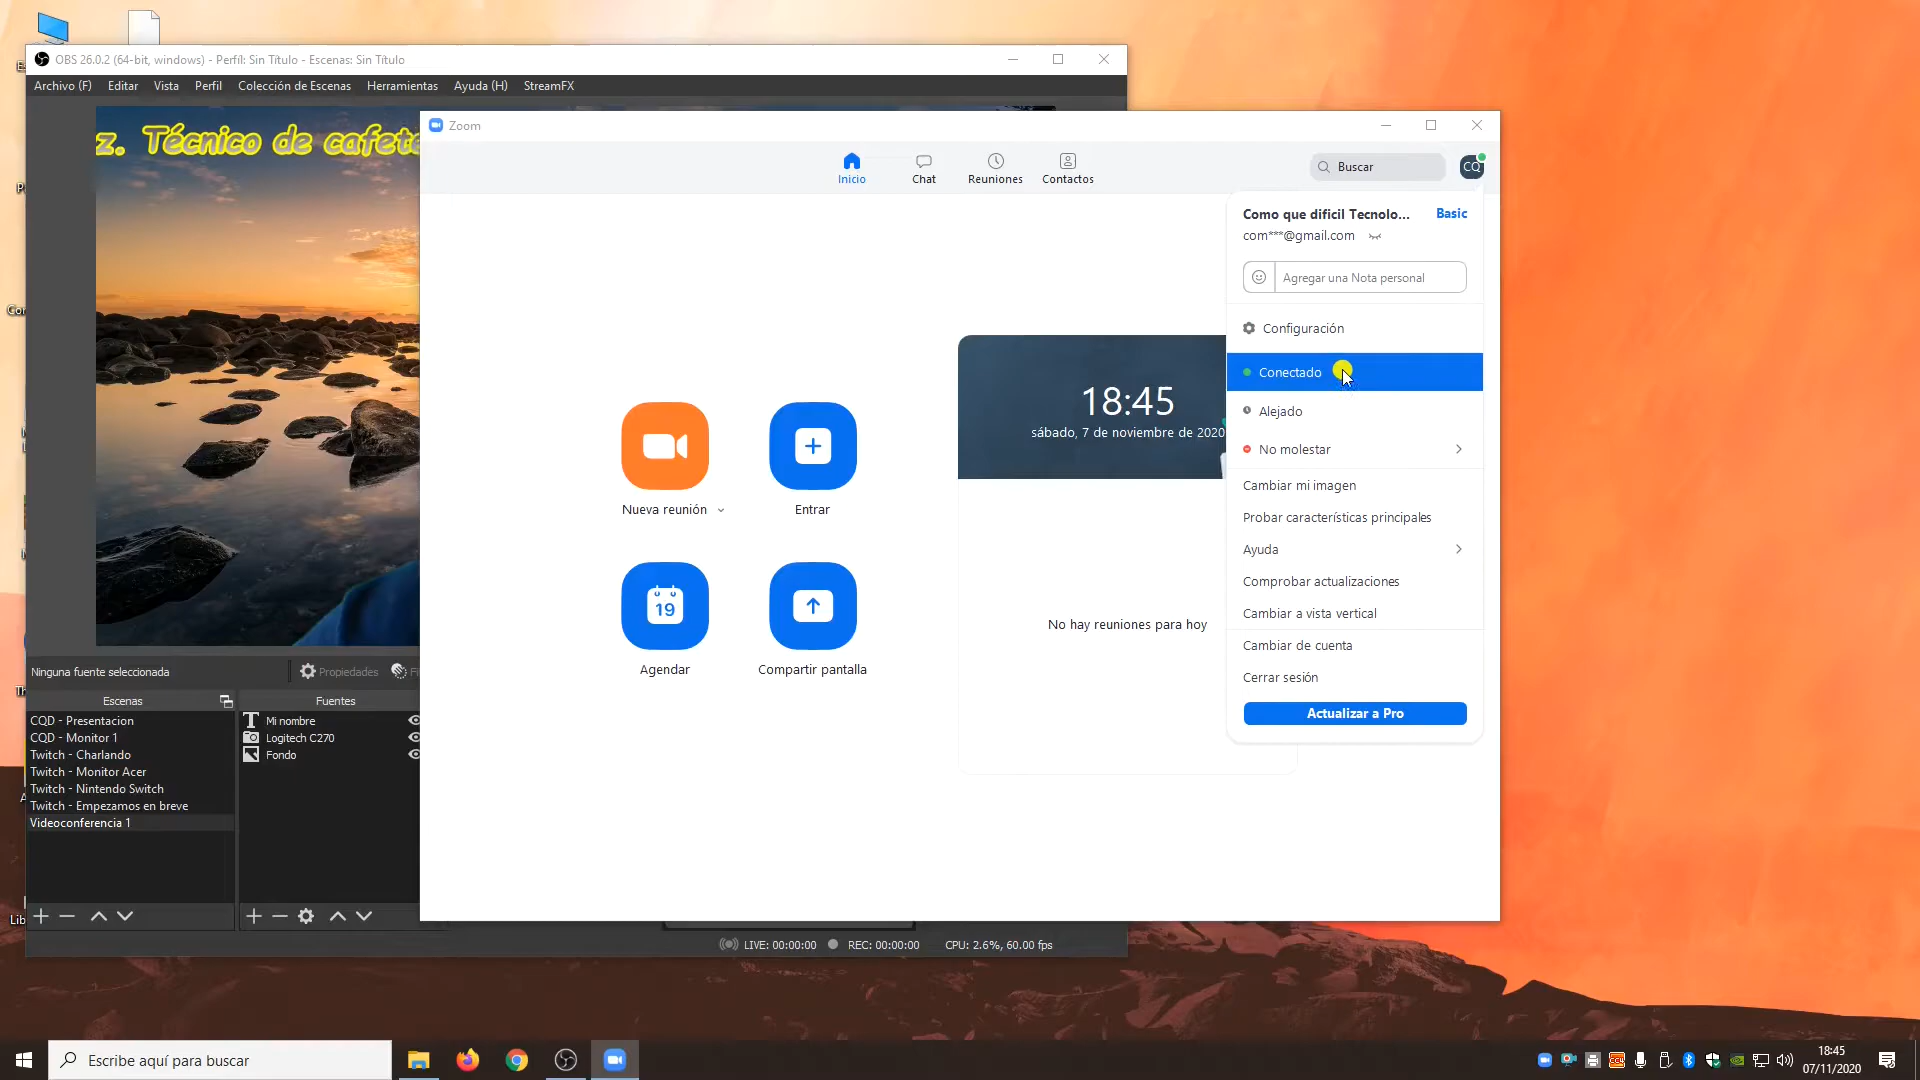 OBS 26.0.2 (64-bit, windows) - Perfil: Sin Título - Escenas: Sin Título
Archivo (F) Editar Vista Perfil Colección de Escenas Herramientas Ayuda (H) StreamFX
z. Técnico de cafete
Zoom
Inicio Chat Reuniones Contactos
Buscar
CQ
Como que dificil Tecnolo... Basic
com***@gmail.com
Agregar una Nota personal
Configuración
Conectado
Alejado
No molestar
Cambiar mi imagen
Probar características principales
Ayuda
Comprobar actualizaciones
Cambiar a vista vertical
Cambiar de cuenta
Cerrar sesión
Actualizar a Pro
18:45
sábado, 7 de noviembre de 2020
No hay reuniones para hoy
Nueva reunión
Entrar
19
Agendar
Compartir pantalla
Ninguna fuente seleccionada
Propiedades
Escenas
CQD - Presentacion
CQD - Monitor 1
Twitch - Charlando
Twitch - Monitor Acer
Twitch - Nintendo Switch
Twitch - Empezamos en breve
Videoconferencia 1
Fuentes
Mi nombre
Logitech C270
Fondo
LIVE: 00:00:00 REC: 00:00:00 CPU: 2.6%, 60.00 fps
Lib
Escribe aquí para buscar
18:45
07/11/2020